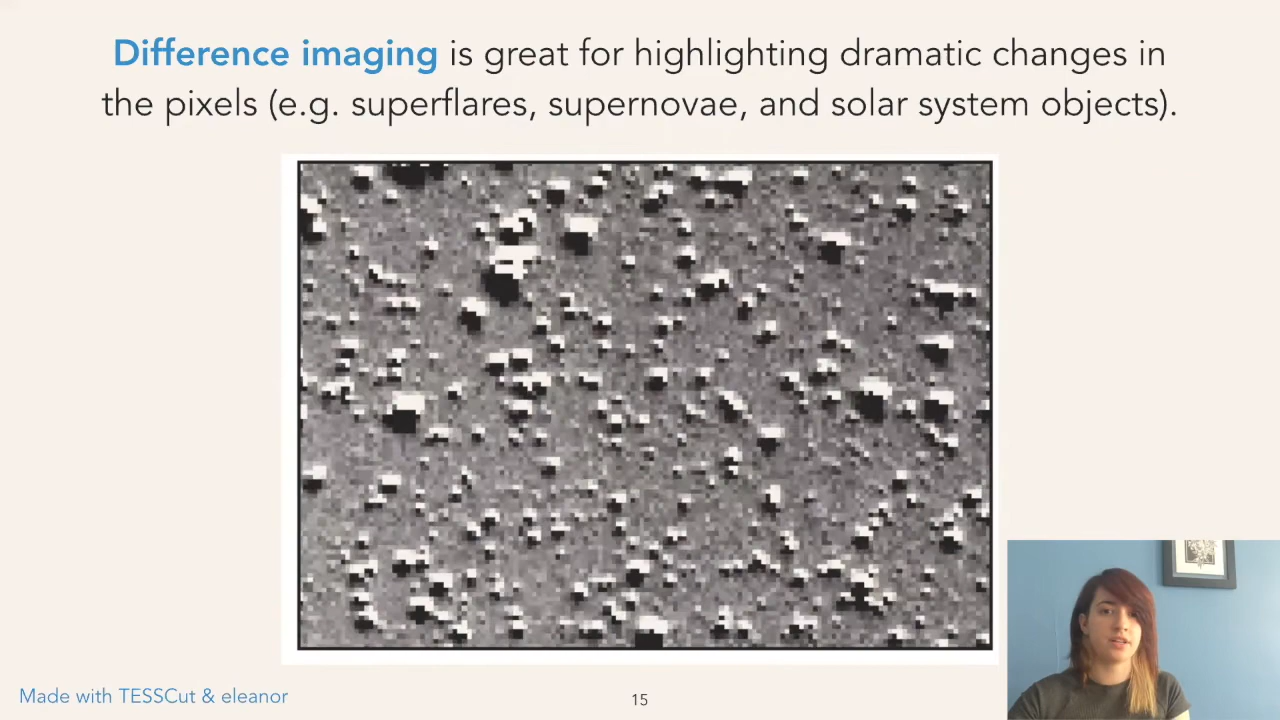 Difference imaging is great for highlighting dramatic changes in
the pixels (e.g. superflares, supernovae, and solar system objects).
Made with TESSCut & eleanor
15